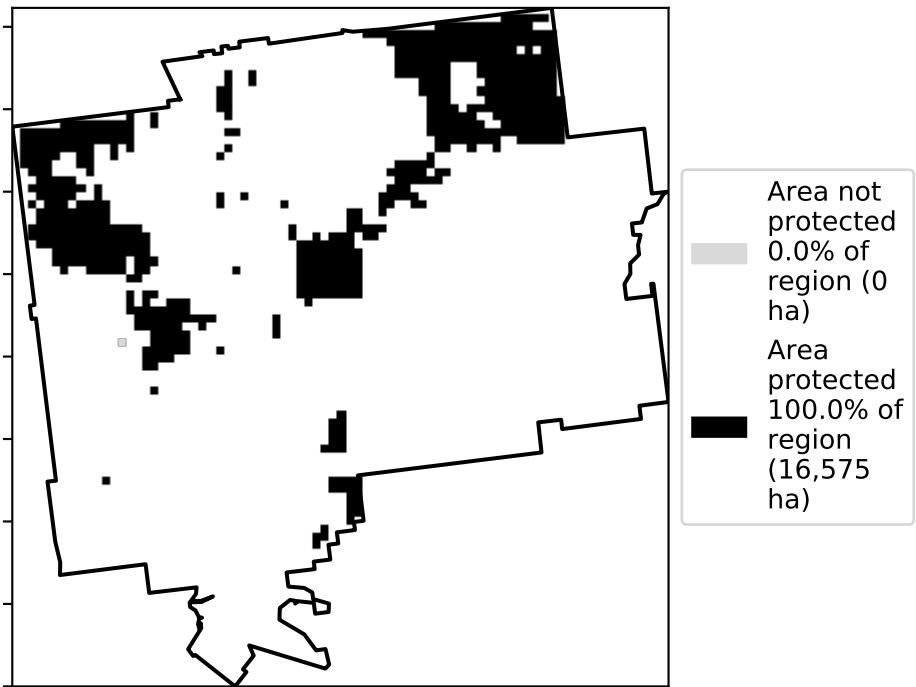 Area not
protected
0.0% of
region (0
ha)
Area
protected
100.0% of
region
(16,575
ha)